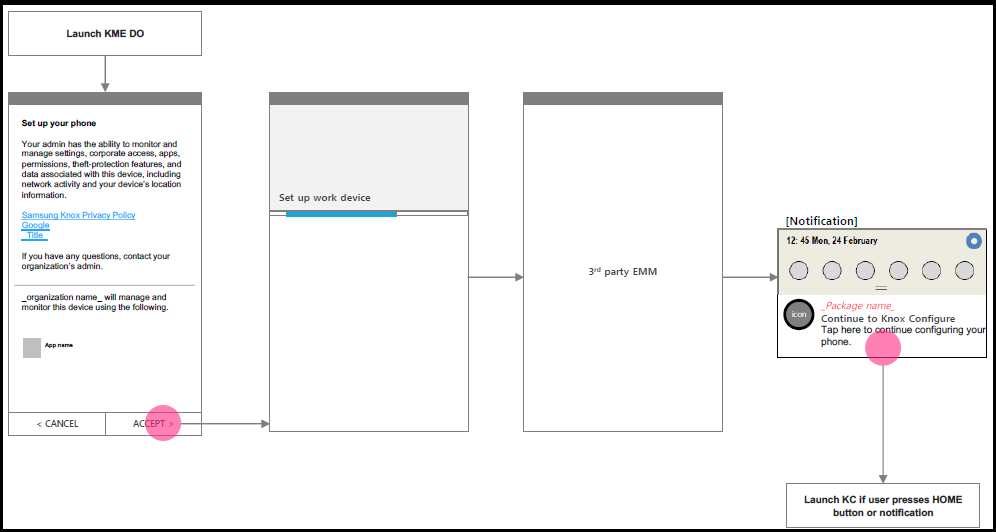 Launch KME DO
Set up your phone
Your admin has the ability to monitor and
manage settings, corporate access, apps,
permissions, theft-protection features, and
data associated with this device, including
network activity and your device's location
information.
Samsung Knox Privacy Policy
Google
Title
If you have any questions, contact your
organization's admin.
_organization name_ will manage and
monitor this device using the following.
App name
< CANCEL
ACCEPT >
Set up work device
3rd party EMM
[Notification]
12: 45 Mon, 24 February
icon
_Package name_
Continue to Knox Configure
Tap here to continue configuring your
phone.
Launch KC if user presses HOME
button or notification